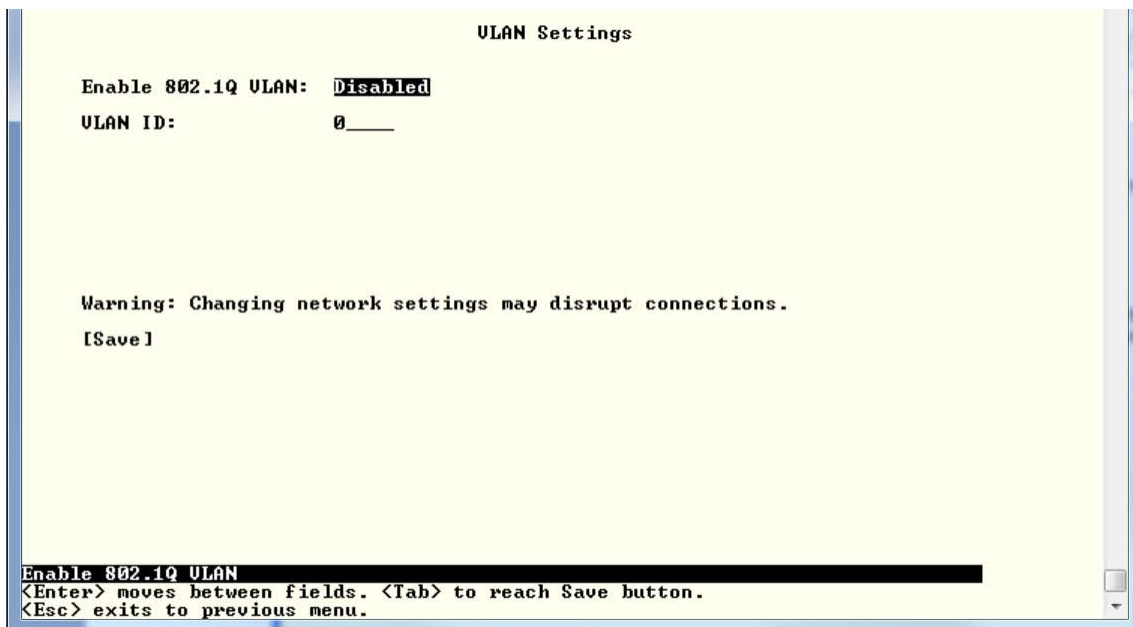 VLAN Settings
Enable 802.1Q VLAN: Disabled
VLAN ID: 0____
Warning: Changing network settings may disrupt connections.
[Save]
Enable 802.1Q VLAN
<Enter> moves between fields. <Tab> to reach Save button.
<Esc> exits to previous menu.